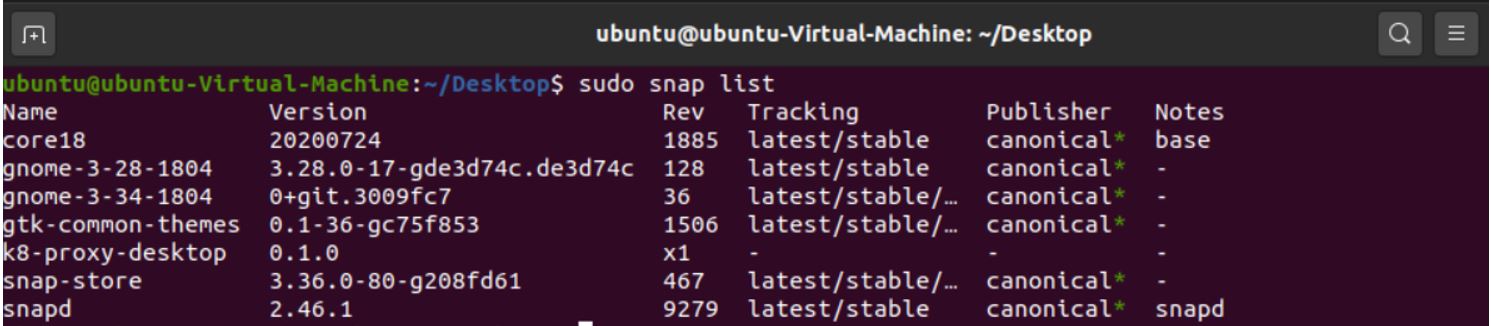 ubuntu@ubuntu-Virtual-Machine: ~/Desktop
ubuntu@ubuntu-Virtual-Machine:~/Desktop$ sudo snap list
Name Version Rev Tracking Publisher Notes
core18 20200724 1885 latest/stable canonical* base
gnome-3-28-1804 3.28.0-17-gde3d74c.de3d74c 128 latest/stable canonical* -
gnome-3-34-1804 0+git.3009fc7 36 latest/stable/… canonical* -
gtk-common-themes 0.1-36-gc75f853 1506 latest/stable/… canonical* -
k8-proxy-desktop 0.1.0 x1 - - -
snap-store 3.36.0-80-g208fd61 467 latest/stable/… canonical* -
snapd 2.46.1 9279 latest/stable canonical* snapd